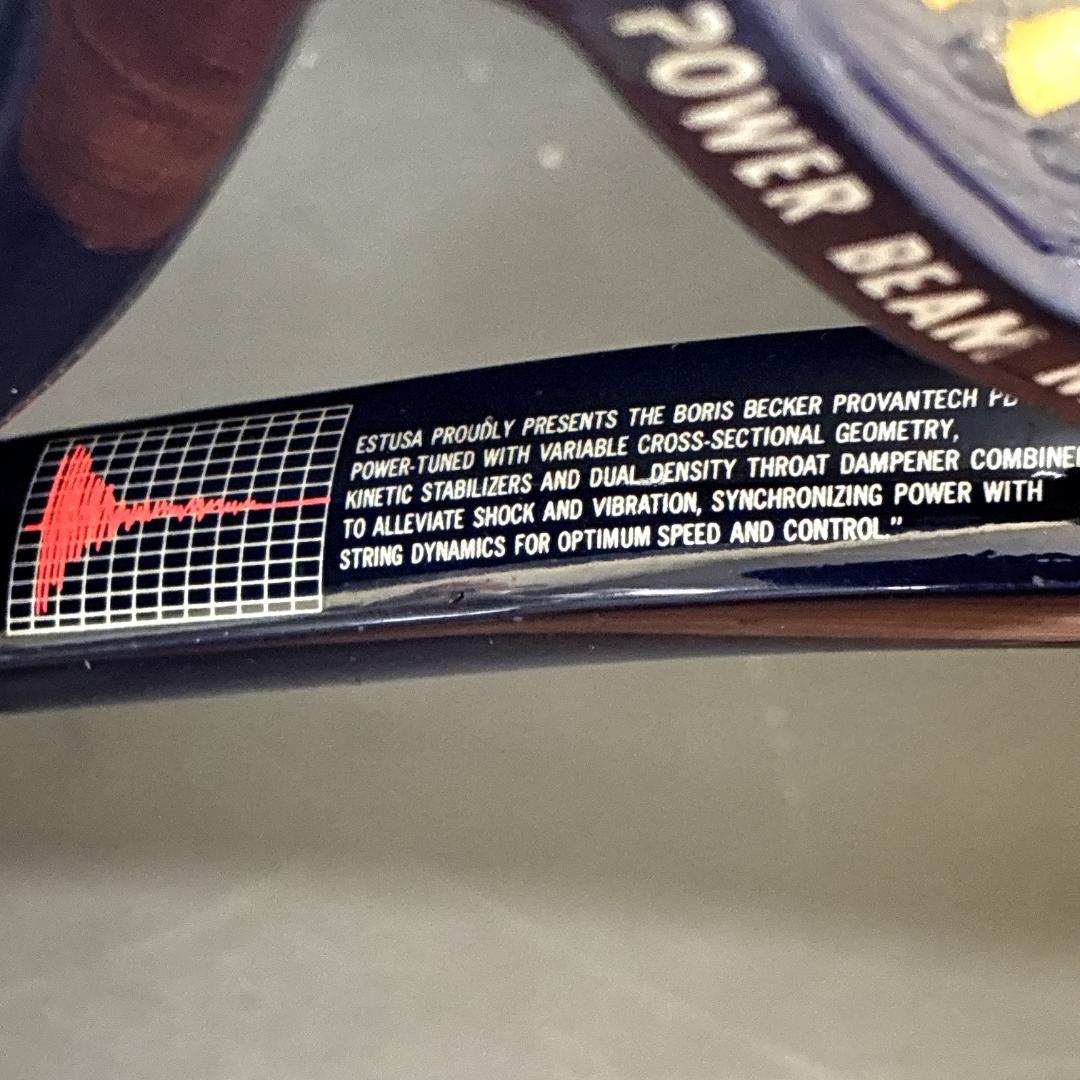 POWER BEAM
ESTUSA PROUDLY PRESENTS THE BORIS BECKER PROVANTECH
POWER-TUNED WITH VARIABLE CROSS-SECTIONAL GEOMETRY,
KINETIC STABILIZERS AND DUAL DENSITY THROAT DAMPENER COMBINE
TO ALLEVIATE SHOCK AND VIBRATION, SYNCHRONIZING POWER WITH
STRING DYNAMICS FOR OPTIMUM SPEED AND CONTROL."